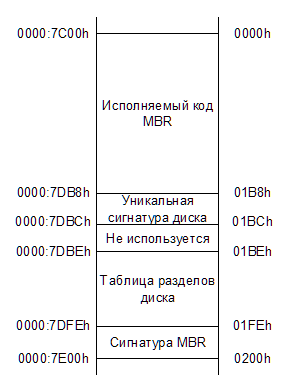 0000:7C00h 0000h
Исполняемый код
MBR
0000:7DB8h 01B8h
Уникальная
сигнатура диска
0000:7DBCh 01BCh
Не используется
0000:7DBEh 01BEh
Таблица разделов
диска
0000:7DFEh 01FEh
Сигнатура MBR
0000:7E00h 0200h